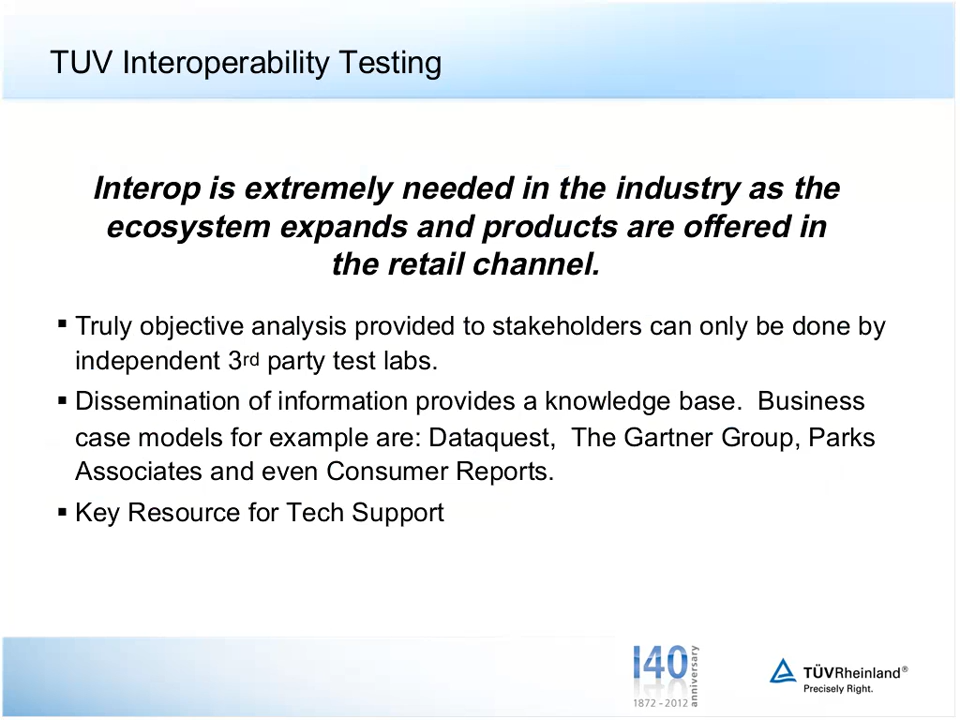 TUV Interoperability Testing
Interop is extremely needed in the industry as the
ecosystem expands and products are offered in
the retail channel.
▪ Truly objective analysis provided to stakeholders can only be done by
independent 3rd party test labs.
▪ Dissemination of information provides a knowledge base.  Business
case models for example are: Dataquest,  The Gartner Group, Parks
Associates and even Consumer Reports.
▪ Key Resource for Tech Support
140
anniversary
1872 - 2012
TÜVRheinland®
Precisely Right.